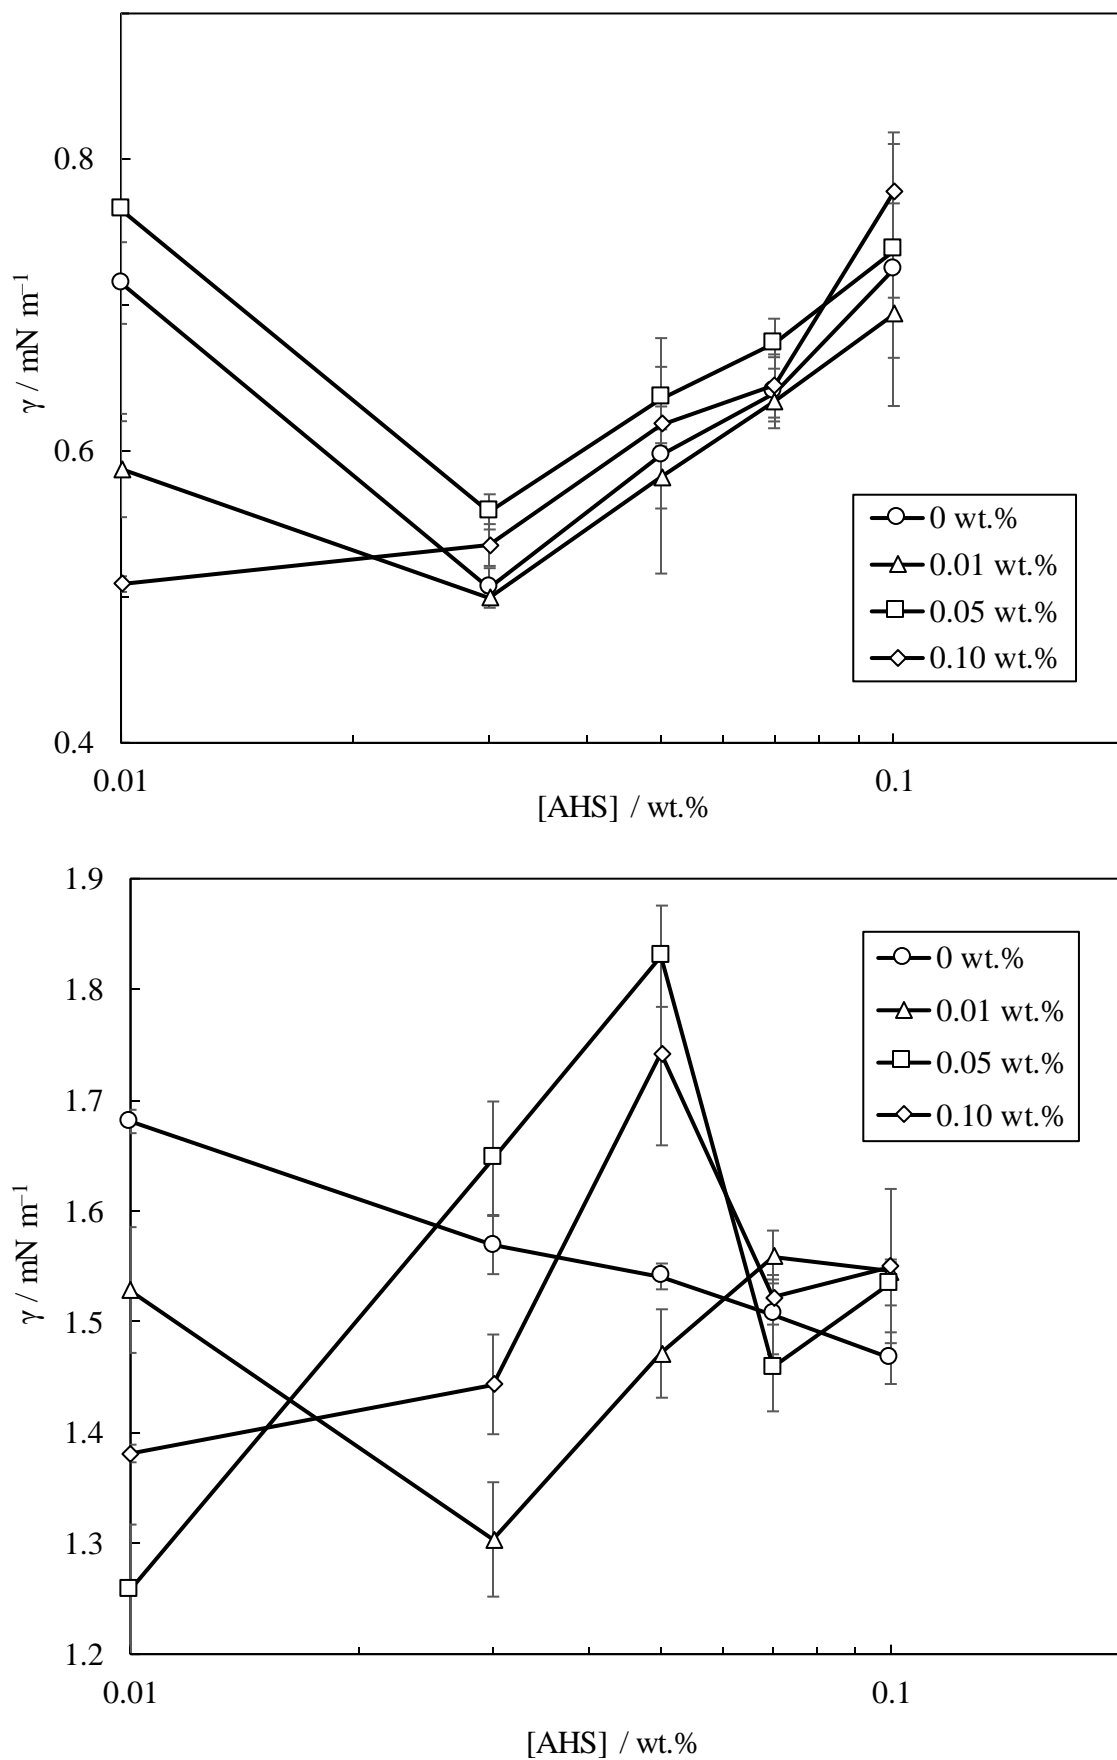 0.8
0.6
0.4
γ / mN m⁻¹
0 wt.%
0.01 wt.%
0.05 wt.%
0.10 wt.%
0.01 0.1
[AHS] / wt.%
1.9
1.8
1.7
1.6
1.5
1.4
1.3
1.2
γ / mN m⁻¹
0 wt.%
0.01 wt.%
0.05 wt.%
0.10 wt.%
0.01 0.1
[AHS] / wt.%